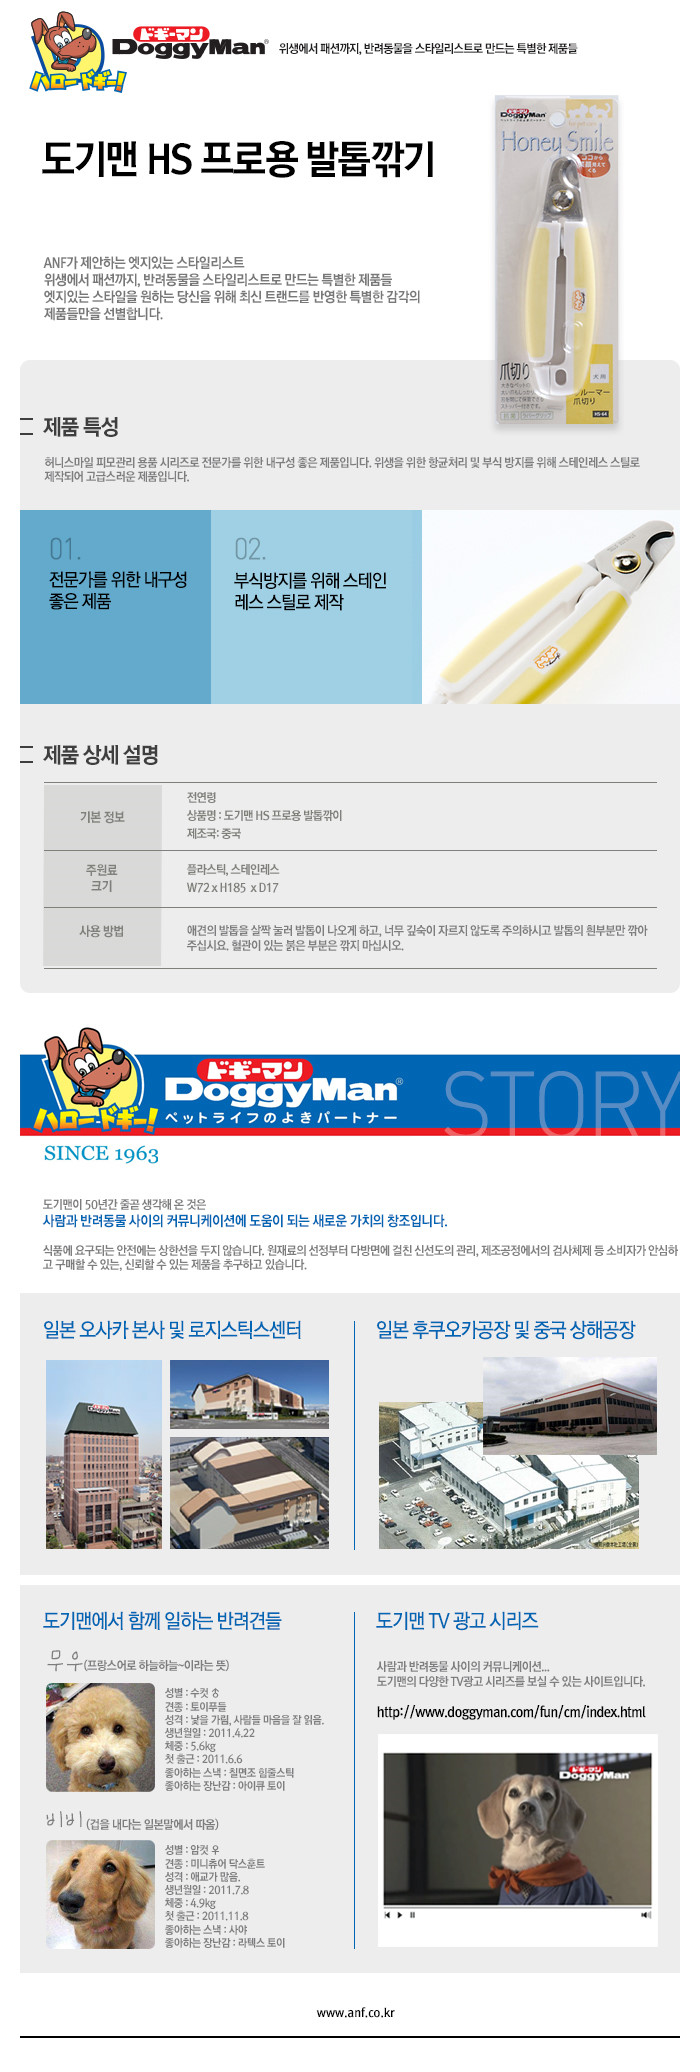 ドギーマン
DoggyMan®
ハロードギー!
위생에서 패션까지, 반려동물을 스타일리스트로 만드는 특별한 제품들
도기맨 HS 프로용 발톱깎기
ドギーマン
DoggyMan
Honey Smile
爪切り
犬用
爪切り
HS-64
ANF가 제안하는 엣지있는 스타일리스트
위생에서 패션까지, 반려동물을 스타일리스트로 만드는 특별한 제품들
엣지있는 스타일을 원하는 당신을 위해 최신 트랜드를 반영한 특별한 감각의
제품들만을 선별합니다.
제품 특성
허니스마일 피모관리 용품 시리즈로 전문가를 위한 내구성 좋은 제품입니다. 위생을 위한 항균처리 및 부식 방지를 위해 스테인레스 스틸로
제작되어 고급스러운 제품입니다.
01.
전문가를 위한 내구성
좋은 제품
02.
부식방지를 위해 스테인
레스 스틸로 제작
제품 상세 설명
기본 정보
전연령
상품명 : 도기맨 HS 프로용 발톱깎이
제조국: 중국
주원료
크기
플라스틱, 스테인레스
W72 x H185 x D17
사용 방법
애견의 발톱을 살짝 눌러 발톱이 나오게 하고, 너무 깊숙이 자르지 않도록 주의하시고 발톱의 흰부분만 깎아
주십시요. 혈관이 있는 붉은 부분은 깎지 마십시오.
ドギーマン
DoggyMan®
ハロードギー!
ペットライフのよきパートナー
STORY
SINCE 1963
도기맨이 50년간 줄곧 생각해 온 것은
사람과 반려동물 사이의 커뮤니케이션에 도움이 되는 새로운 가치의 창조입니다.
식품에 요구되는 안전에는 상한선을 두지 않습니다. 원재료의 선정부터 다방면에 걸친 신선도의 관리, 제조공정에서의 검사체제 등 소비자가 안심하
고 구매할 수 있는, 신뢰할 수 있는 제품을 추구하고 있습니다.
일본 오사카 본사 및 로지스틱스센터
DoggyMan
일본 후쿠오카공장 및 중국 상해공장
도기맨에서 함께 일하는 반려견들
무우 (프랑스어로 하늘하늘~이라는 뜻)
성별 : 수컷 ♂
견종 : 토이푸들
성격 : 낯을 가림, 사람들 마음을 잘 읽음.
생년월일 : 2011.4.22
체중 : 5.6kg
첫 출근 : 2011.6.6
좋아하는 스낵 : 칠면조 힘줄스틱
좋아하는 장난감 : 아이큐 토이
비비 (겁을 내다는 일본말에서 따옴)
성별 : 암컷 ♀
견종 : 미니츄어 닥스훈트
성격 : 애교가 많음.
생년월일 : 2011.7.8
체중 : 4.9kg
첫 출근 : 2011.11.8
좋아하는 스낵 : 사야
좋아하는 장난감 : 라텍스 토이
도기맨 TV 광고 시리즈
사람과 반려동물 사이의 커뮤니케이션...
도기맨의 다양한 TV광고 시리즈를 보실 수 있는 사이트입니다.
http://www.doggyman.com/fun/cm/index.html
ドギーマン
DoggyMan
www.anf.co.kr